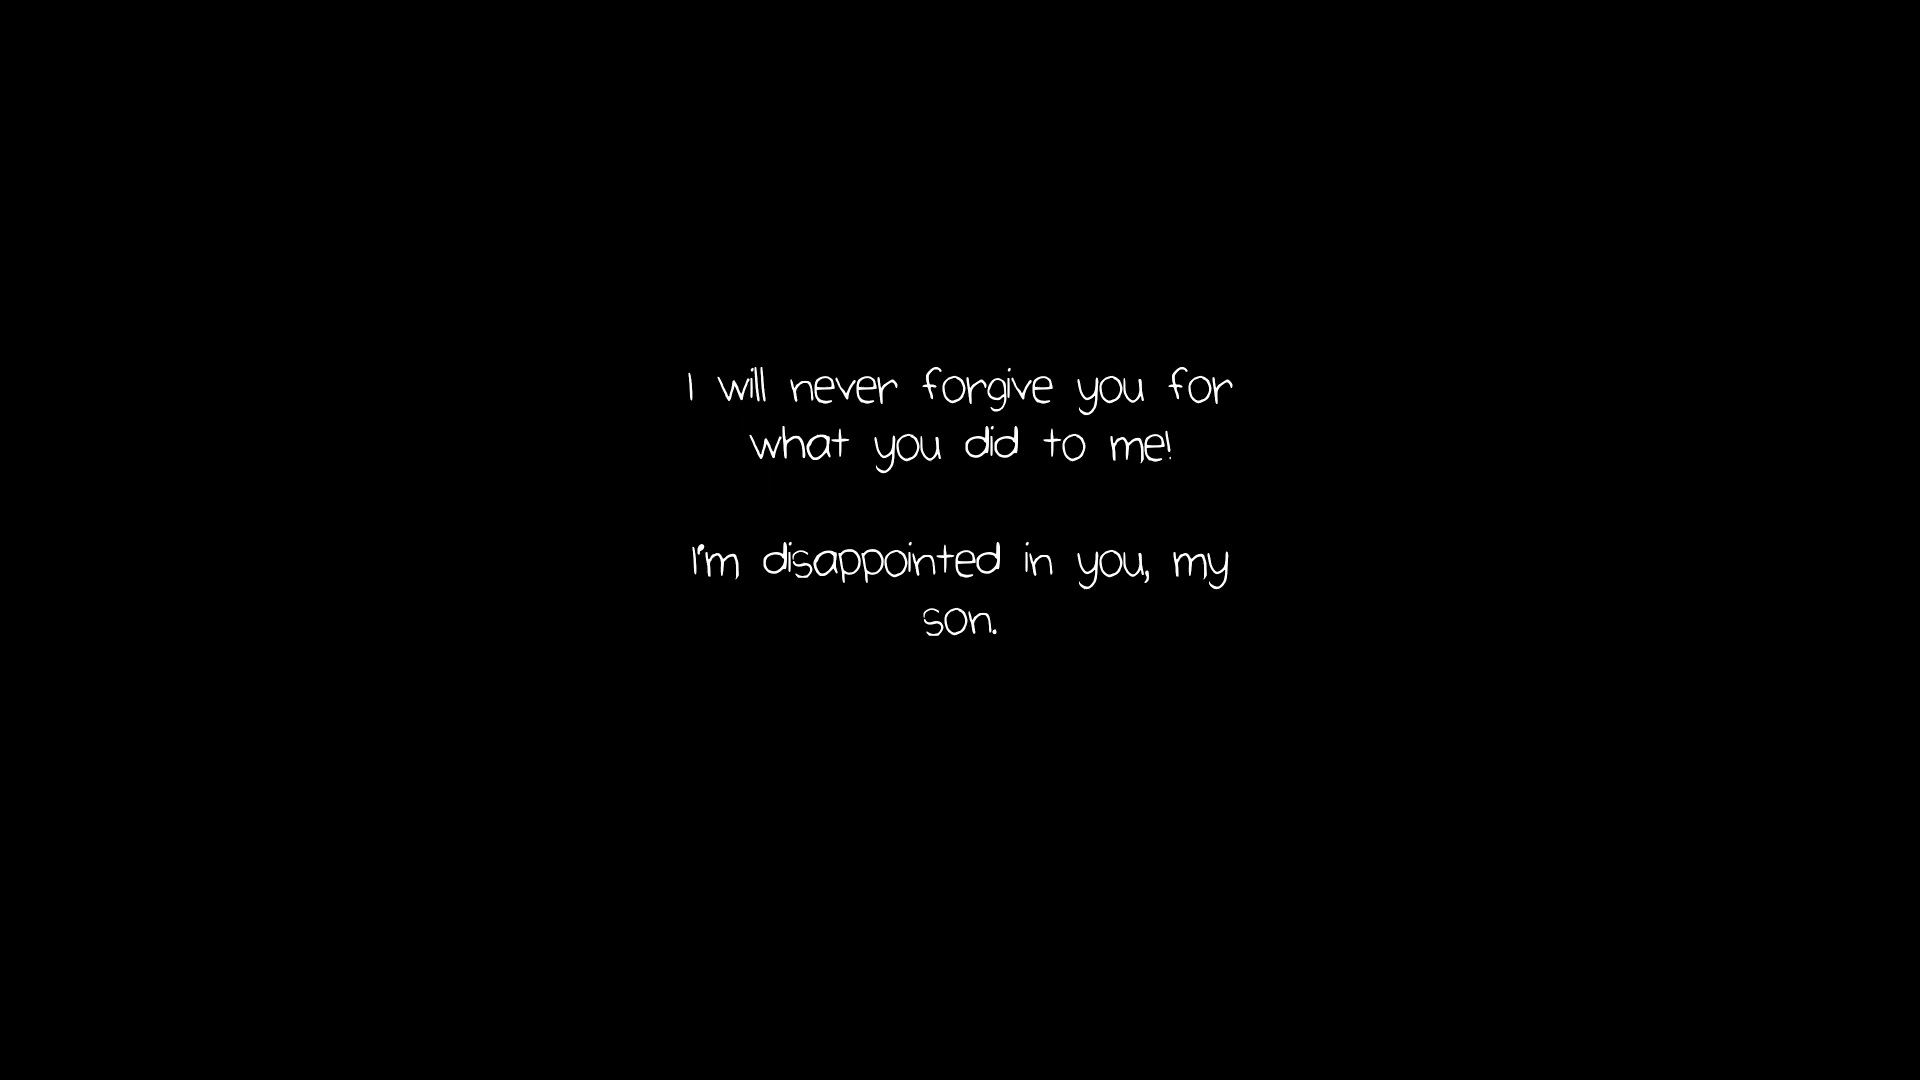 I will never forgive you for
what you did to me!
I'm disappointed in you, my
son.